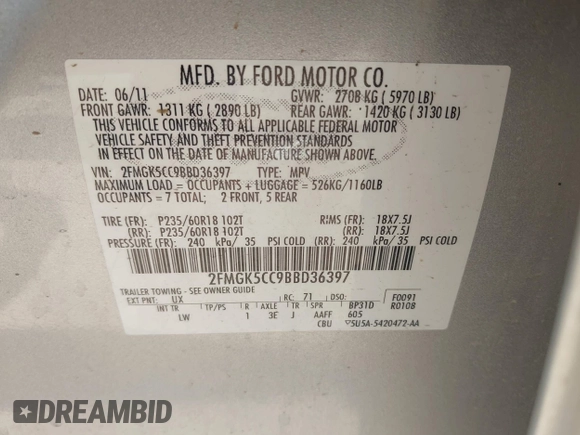 MFD. BY FORD MOTOR CO.
DATE: 06/11 GVWR: 2708 KG ( 5970 LB)
FRONT GAWR: 1311 KG ( 2890 LB) REAR GAWR: 1420 KG ( 3130 LB)
THIS VEHICLE CONFORMS TO ALL APPLICABLE FEDERAL MOTOR
VEHICLE SAFETY AND THEFT PREVENTION STANDARDS
IN EFFECT ON THE DATE OF MANUFACTURE SHOWN ABOVE.
VIN: 2FMGK5CC9BBD36397 TYPE: MPV
MAXIMUM LOAD = OCCUPANTS + LUGGAGE = 526KG/1160LB
OCCUPANTS = 7 TOTAL; 2 FRONT, 5 REAR
TIRE (FR): P235/60R18 102T RIMS (FR): 18X7.5J
(RR): P235/60R18 102T (RR): 18X7.5J
PRESSURE (FR): 240 kPa/ 35 PSI COLD (RR): 240 kPa/ 35 PSI COLD
2FMGK5CC9BBD36397
TRAILER TOWING - SEE OWNER GUIDE
EXT PNT: UX RC: 71 DSO: F0091
INT TR TP/PS R AXLE TR SPR BP31D R0108
LW 1 3E J AAFF 605
CBU 5USA-5420472-AA
DREAMBID